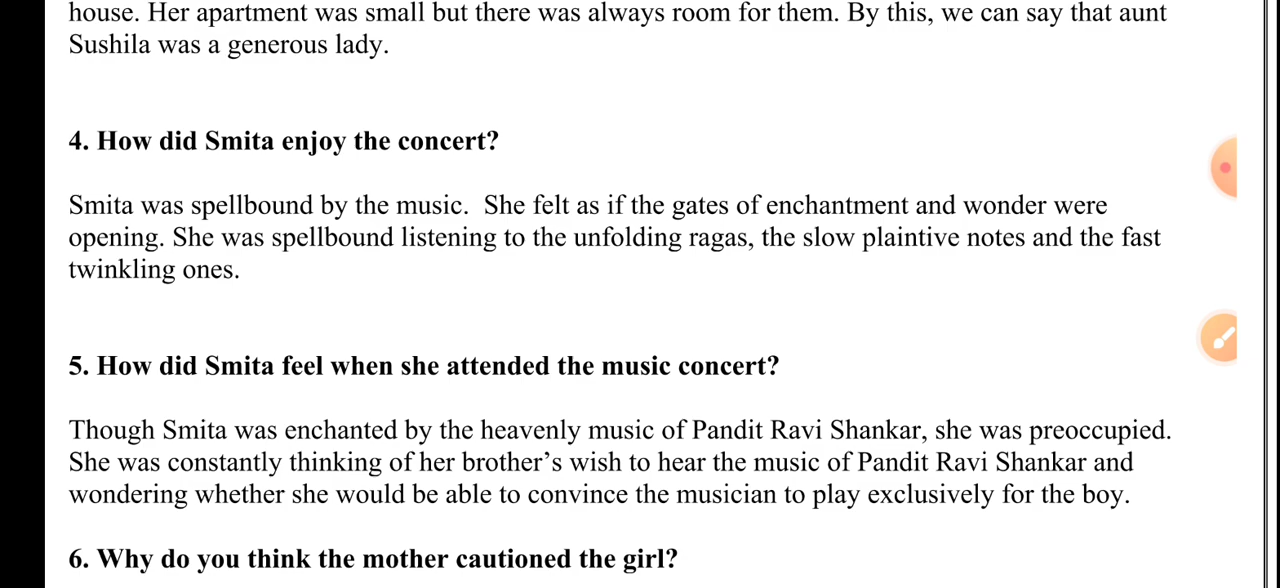 house. Her apartment was small but there was always room for them. By this, we can say that aunt
Sushila was a generous lady.
4. How did Smita enjoy the concert?
Smita was spellbound by the music.  She felt as if the gates of enchantment and wonder were
opening. She was spellbound listening to the unfolding ragas, the slow plaintive notes and the fast
twinkling ones.
5. How did Smita feel when she attended the music concert?
Though Smita was enchanted by the heavenly music of Pandit Ravi Shankar, she was preoccupied.
She was constantly thinking of her brother’s wish to hear the music of Pandit Ravi Shankar and
wondering whether she would be able to convince the musician to play exclusively for the boy.
6. Why do you think the mother cautioned the girl?